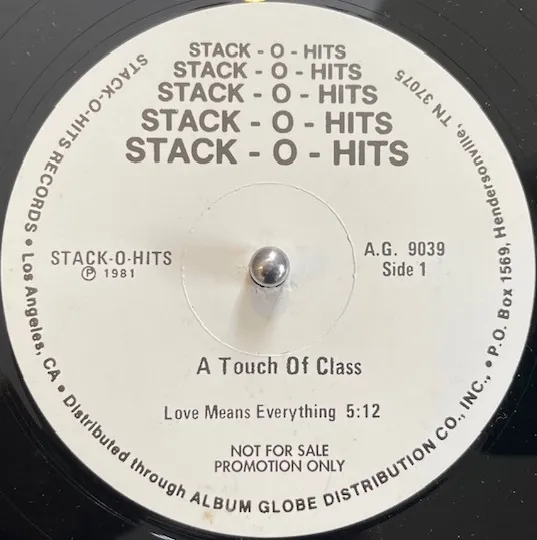 STACK - O - HITS
STACK - O - HITS
STACK - O - HITS
STACK - O - HITS
STACK - O - HITS
STACK-O-HITS
℗ 1981
A.G. 9039
Side 1
A Touch Of Class
Love Means Everything 5:12
NOT FOR SALE
PROMOTION ONLY
STACK-O-HITS RECORDS • Los Angeles, CA • Distributed through ALBUM GLOBE DISTRIBUTION CO., INC., • P.O. Box 1569, Hendersonville, TN 37075